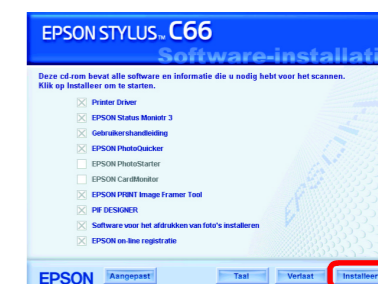 EPSON STYLUS™ C66
Software-installati
Deze cd-rom bevat alle software en informatie die u nodig hebt voor het scannen.
Klik op Installeer om te starten.
Printer Driver
EPSON Status Moniotr 3
Gebruikershandleiding
EPSON PhotoQuicker
EPSON PhotoStarter
EPSON CardMonitor
EPSON PRINT Image Framer Tool
PIF DESIGNER
Software voor het afdrukken van foto's installeren
EPSON on-line registratie
EPSON Aangepast Taal Verlaat Installeer